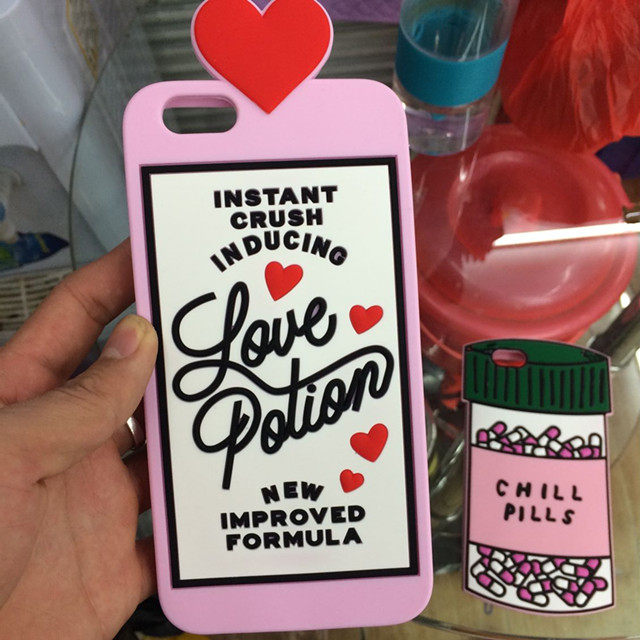 INSTANT
CRUSH
INDUCING
Love
Potion
NEW
IMPROVED
FORMULA
CHILL
PILLS